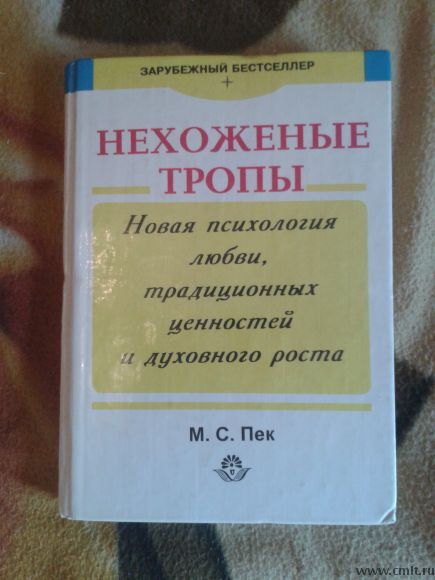 ЗАРУБЕЖНЫЙ БЕСТСЕЛЛЕР
+
НЕХОЖЕНЫЕ
ТРОПЫ
Новая психология
любви,
традиционных
ценностей
и духовного роста
М. С. Пек
www.cmlt.ru